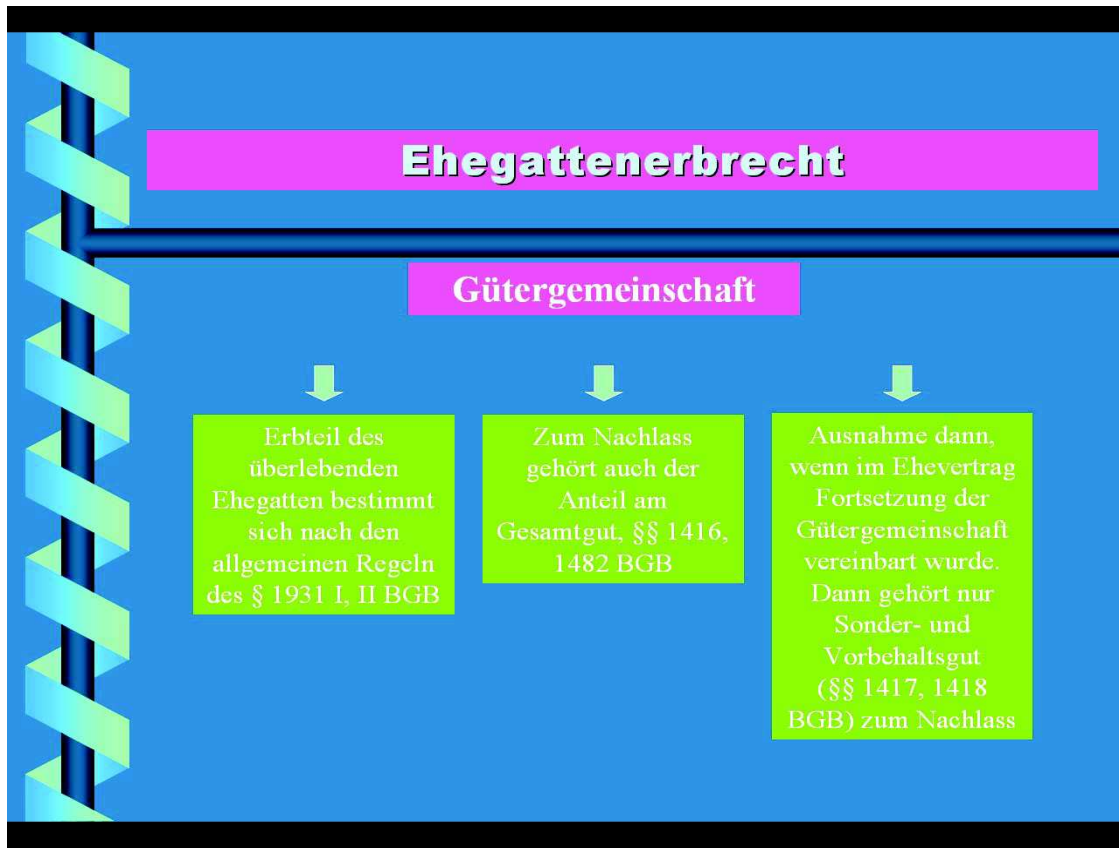 Ehegattenerbrecht
Gütergemeinschaft
Erbteil des
überlebenden
Ehegatten bestimmt
sich nach den
allgemeinen Regeln
des § 1931 I, II BGB
Zum Nachlass
gehört auch der
Anteil am
Gesamtgut, §§ 1416,
1482 BGB
Ausnahme dann,
wenn im Ehevertrag
Fortsetzung der
Gütergemeinschaft
vereinbart wurde.
Dann gehört nur
Sonder- und
Vorbehaltsgut
(§§ 1417, 1418
BGB) zum Nachlass